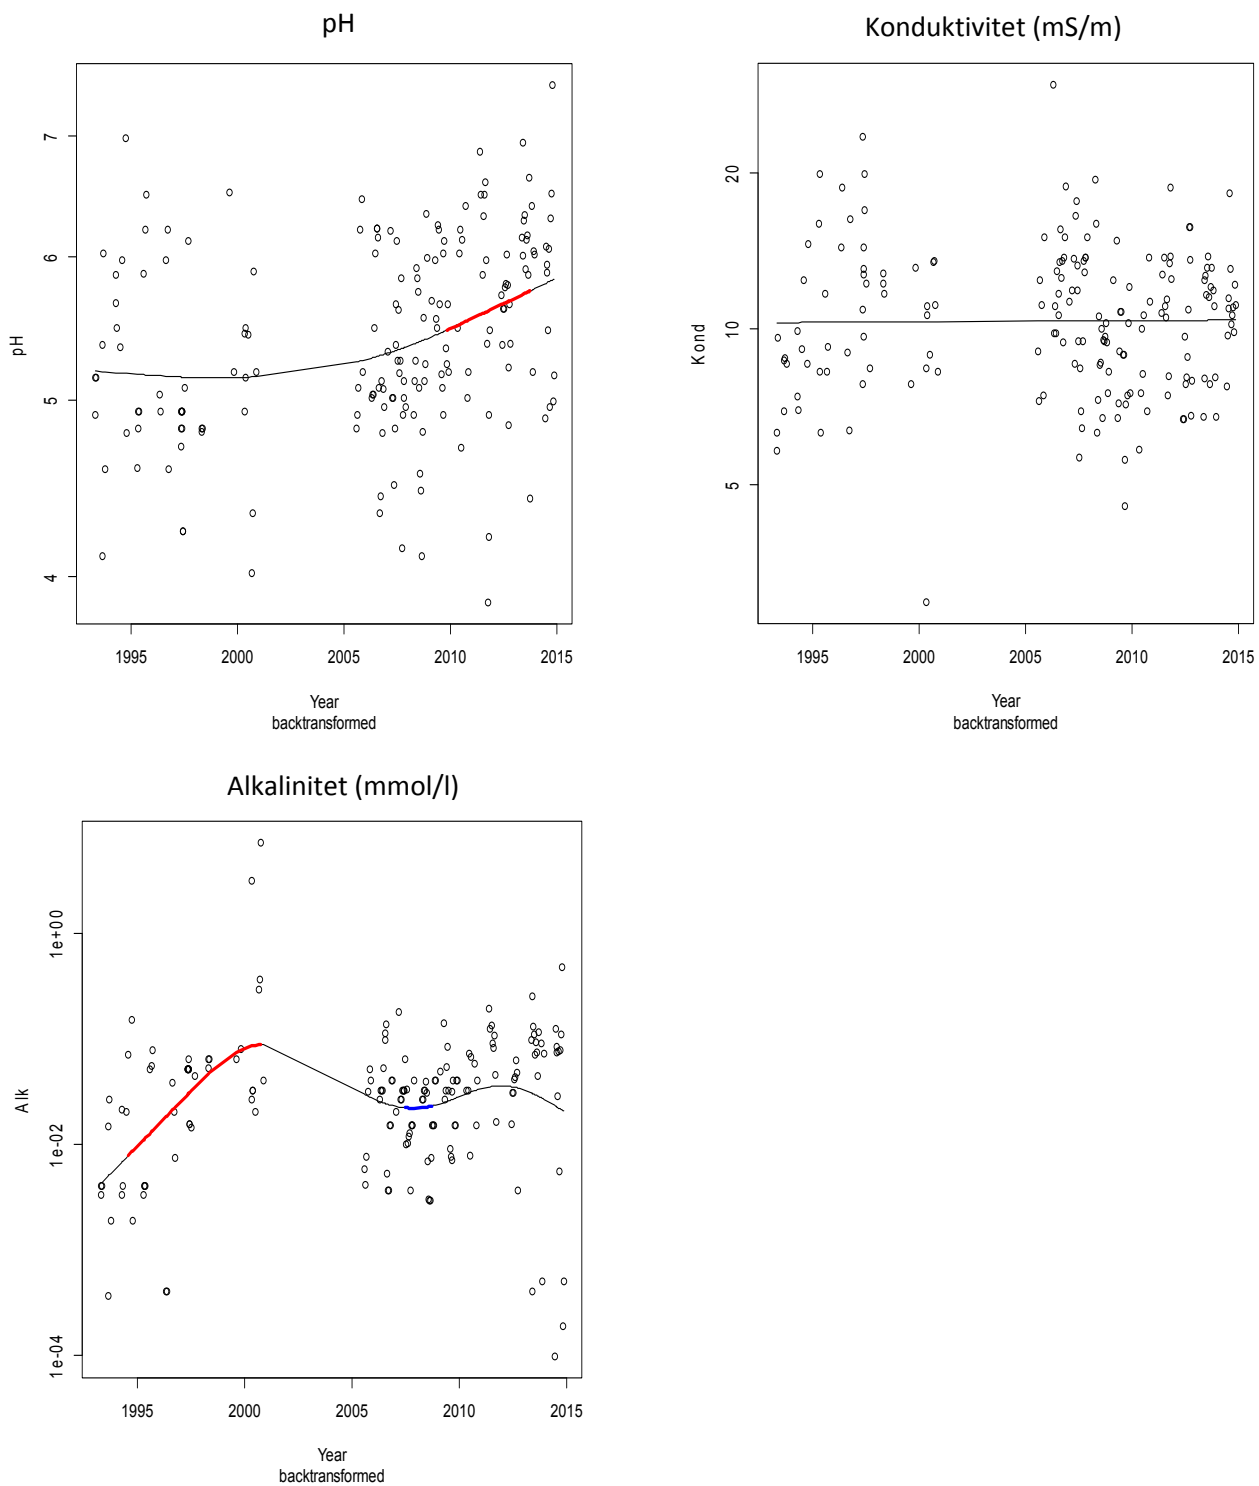 pH
Konduktivitet (mS/m)
pH
7
6
5
4
1995 2000 2005 2010 2015
Year
backtransformed
Kond
20
10
5
1995 2000 2005 2010 2015
Year
backtransformed
Alkalinitet (mmol/l)
Alk
1e+00
1e-02
1e-04
1995 2000 2005 2010 2015
Year
backtransformed